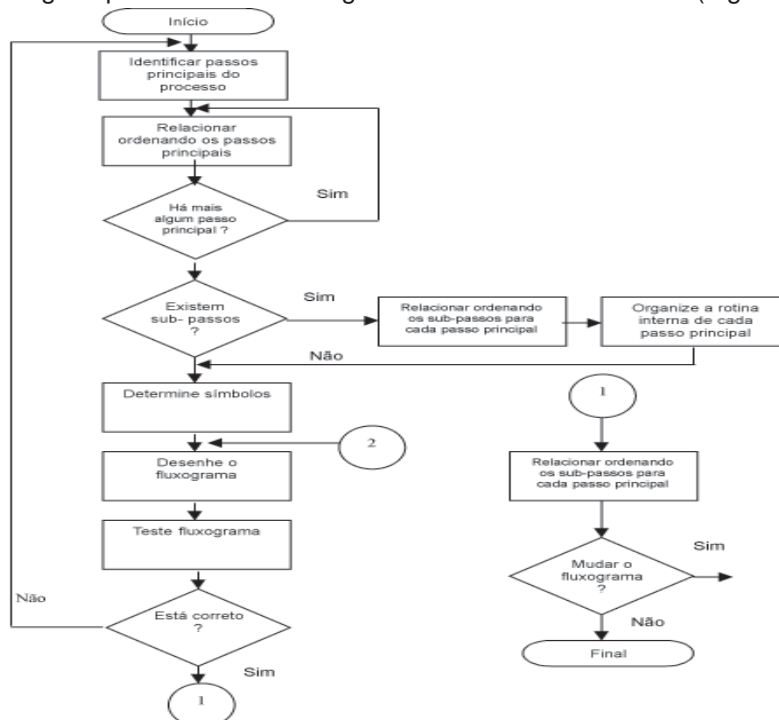 Início
Identificar passos
principais do
processo
Relacionar
ordenando os passos
principais
Sim
Há mais
algum passo
principal ?
Existem
sub- passos
?
Sim
Relacionar ordenando
os sub-passos para
cada passo principal
Organize a rotina
interna de cada
passo principal
Não
Determine símbolos
1
2
Desenhe o
fluxograma
Relacionar ordenando
os sub-passos para
cada passo principal
Teste fluxograma
Mudar o
fluxograma
?
Sim
Não
Está correto
?
Não
Final
Sim
1